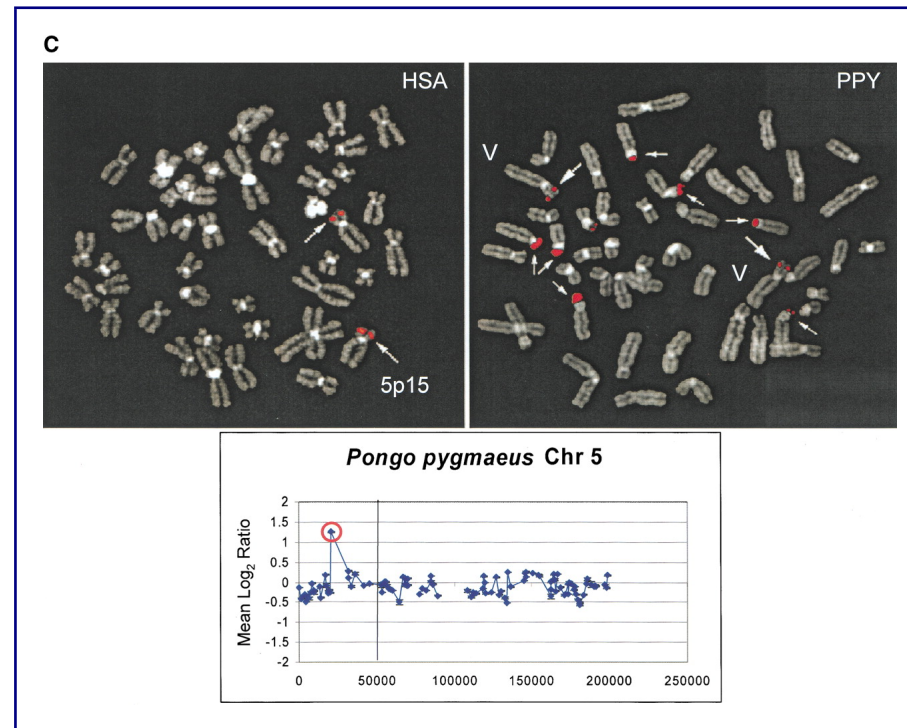 C
HSA
PPY
V
V
5p15
Pongo pygmaeus Chr 5
Mean Log₂ Ratio
2
1.5
1
0.5
0
-0.5
-1
-1.5
-2
0 50000 100000 150000 200000 250000